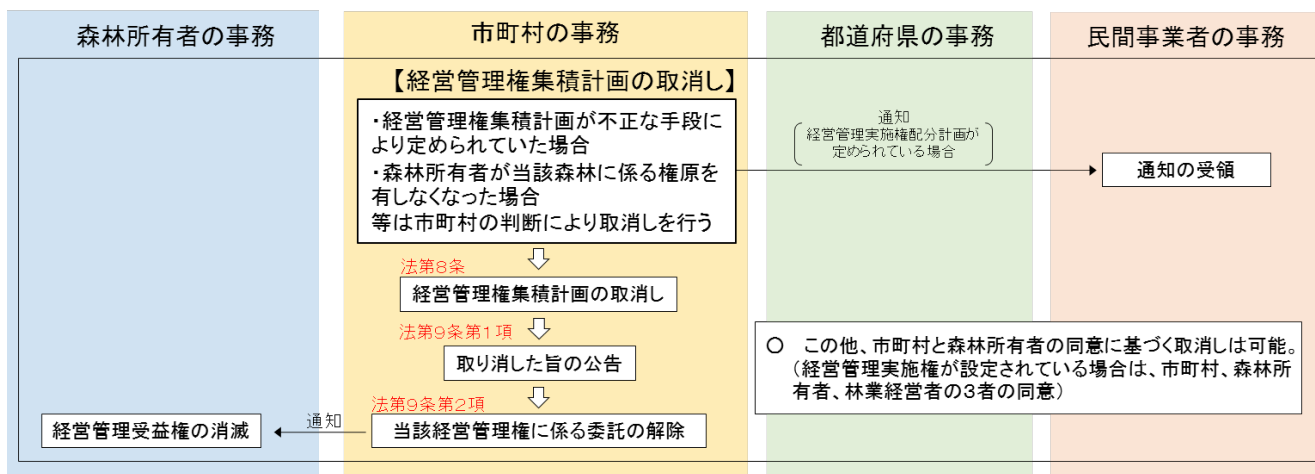 森林所有者の事務
市町村の事務
都道府県の事務
民間事業者の事務
【経営管理権集積計画の取消し】
・経営管理権集積計画が不正な手段に
より定められていた場合
・森林所有者が当該森林に係る権原を
有しなくなった場合
等は市町村の判断により取消しを行う
通知
経営管理実施権配分計画が
定められている場合
通知の受領
法第8条
経営管理権集積計画の取消し
法第9条第1項
取り消した旨の公告
法第9条第2項
当該経営管理権に係る委託の解除
通知
経営管理受益権の消滅
〇　この他、市町村と森林所有者の同意に基づく取消しは可能。
（経営管理実施権が設定されている場合は、市町村、森林所
有者、林業経営者の3者の同意）